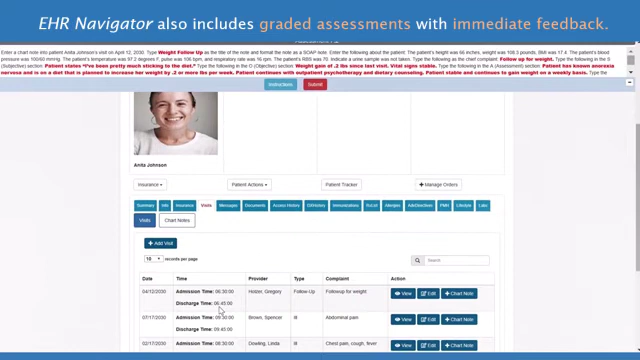 EHR Navigator also includes graded assessments with immediate feedback.
Enter a chart note into patient Anita Johnson's visit on April 12, 2030. Type Weight Follow Up as the title of the note and format the note as a SOAP note. Enter the following about the patient: The patient's height was 66 inches, weight was 108.3 pounds, BMI was 17.4. The patient's blood
pressure was 100/60 mmHg. The patient's temperature was 97.2 degrees F, pulse was 106 bpm, and respiratory rate was 16 rpm. The patient's RBS was 70. Indicate a urine sample was not taken. Type the following as the chief complaint: Follow up for weight. Type the following in the S
(Subjective) section: Patient states "I've been pretty much sticking to the diet". Type the following in the O (Objective) section: Weight gain of .2 lbs since last visit. Vital signs stable. Type the following in the A (Assessment) section: Patient has known anorexia
nervosa and is on a diet that is planned to increase her weight by .2 or more lbs per week. Patient continues with outpatient psychotherapy and dietary counseling. Patient stable and continues to gain weight on a weekly basis. Type the
Instructions Submit
Anita Johnson
Insurance Patient Actions Patient Tracker Manage Orders
Summary Info Insurance Visits Messages Documents Access History DX/Notes Immunizations Rx/List Allergies Adv.Directives PMH Lifestyle Labs
Visits Chart Notes
Add Visit
10 records per page Search
Date Time Provider Type Complaint Action
04/12/2030 Admission Time: 06:30:00 Holzer, Gregory Follow-Up Followup for weight View Edit Chart Note
Discharge Time: 06:45:00
07/17/2030 Admission Time: 09:30:00 Brown, Spencer Ill Abdominal pain View Edit Chart Note
Discharge Time: 09:45:00
02/17/2030 Admission Time: 08:30:00 Dowling, Linda Ill Chest pain, cough, fever View Edit Chart Note